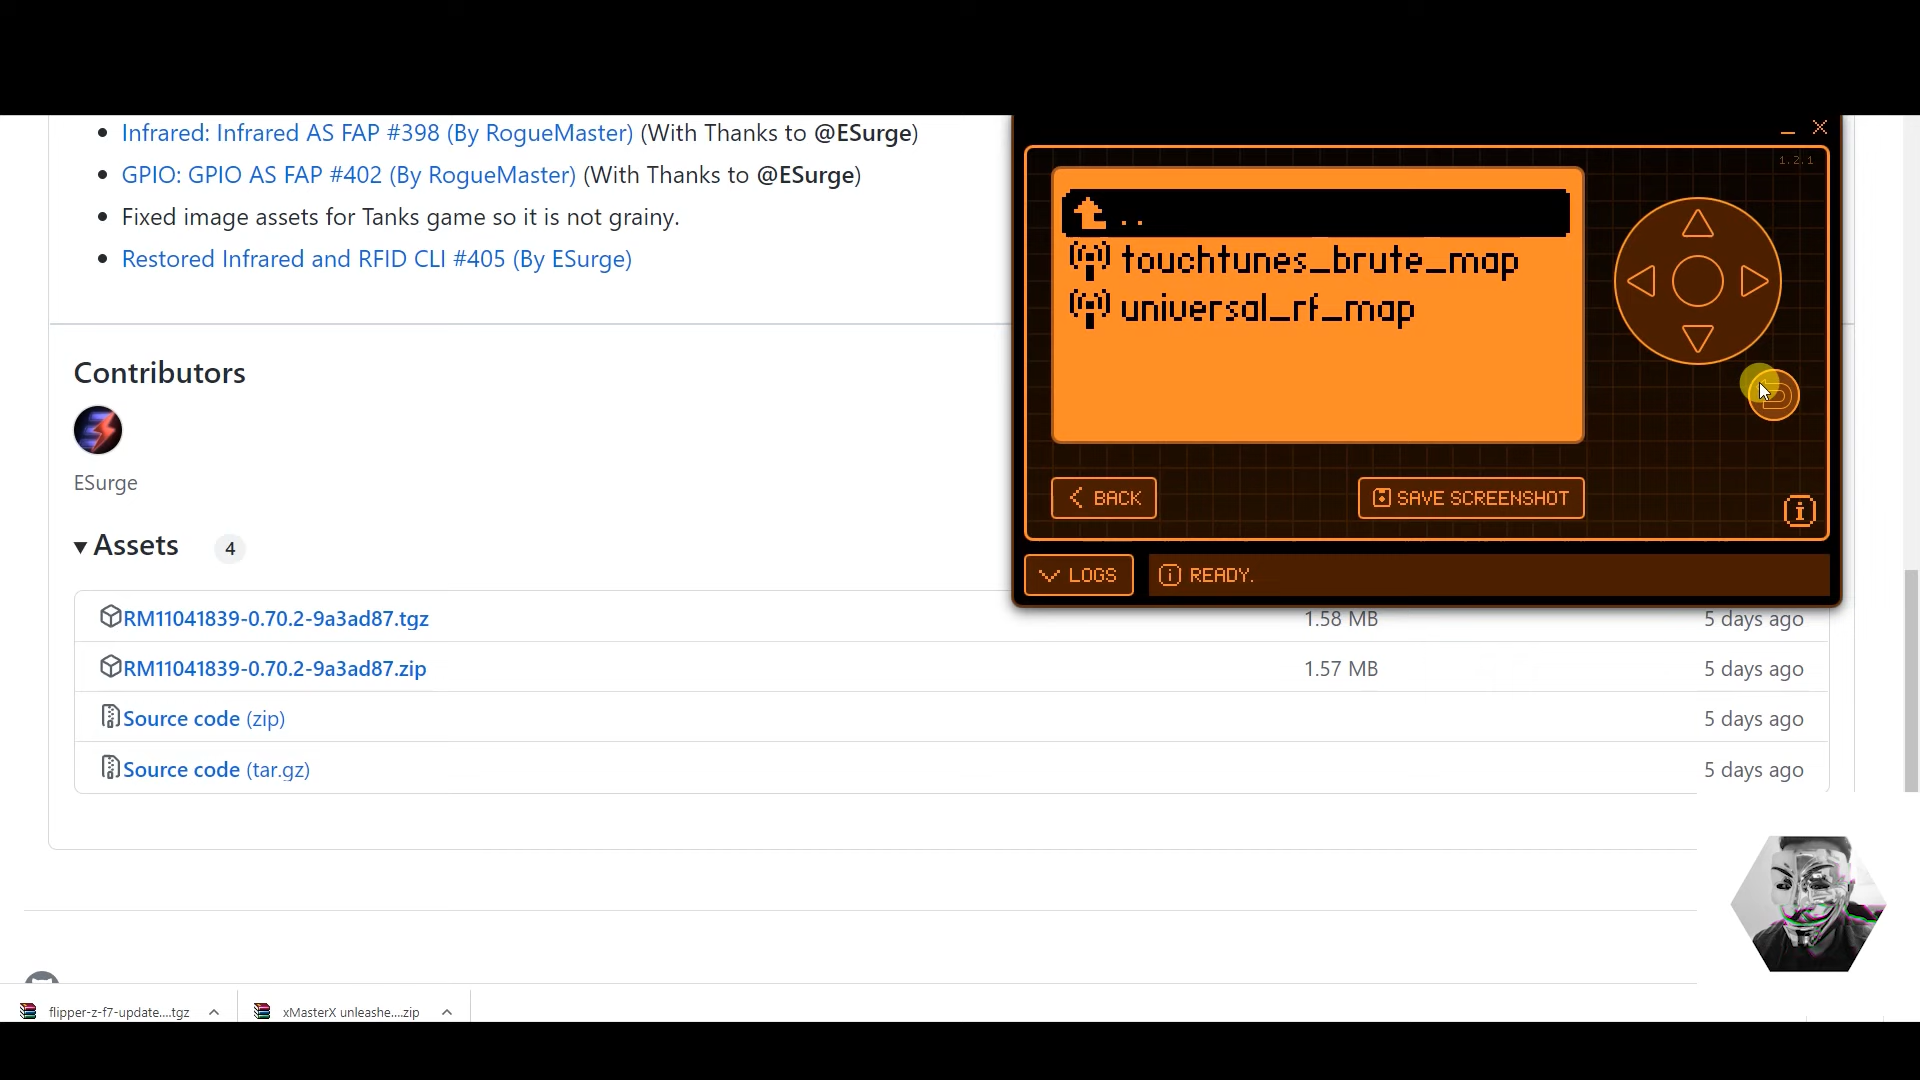 Infrared: Infrared AS FAP #398 (By RogueMaster) (With Thanks to @ESurge)
GPIO: GPIO AS FAP #402 (By RogueMaster) (With Thanks to @ESurge)
Fixed image assets for Tanks game so it is not grainy.
Restored Infrared and RFID CLI #405 (By ESurge)
1.2.1
..
touchtunes_brute_map
universal_rf_map
BACK
SAVE SCREENSHOT
LOGS
READY.
Contributors
ESurge
Assets 4
RM11041839-0.70.2-9a3ad87.tgz 1.58 MB 5 days ago
RM11041839-0.70.2-9a3ad87.zip 1.57 MB 5 days ago
Source code (zip) 5 days ago
Source code (tar.gz) 5 days ago
flipper-z-f7-update....tgz
xMasterX unleashe....zip